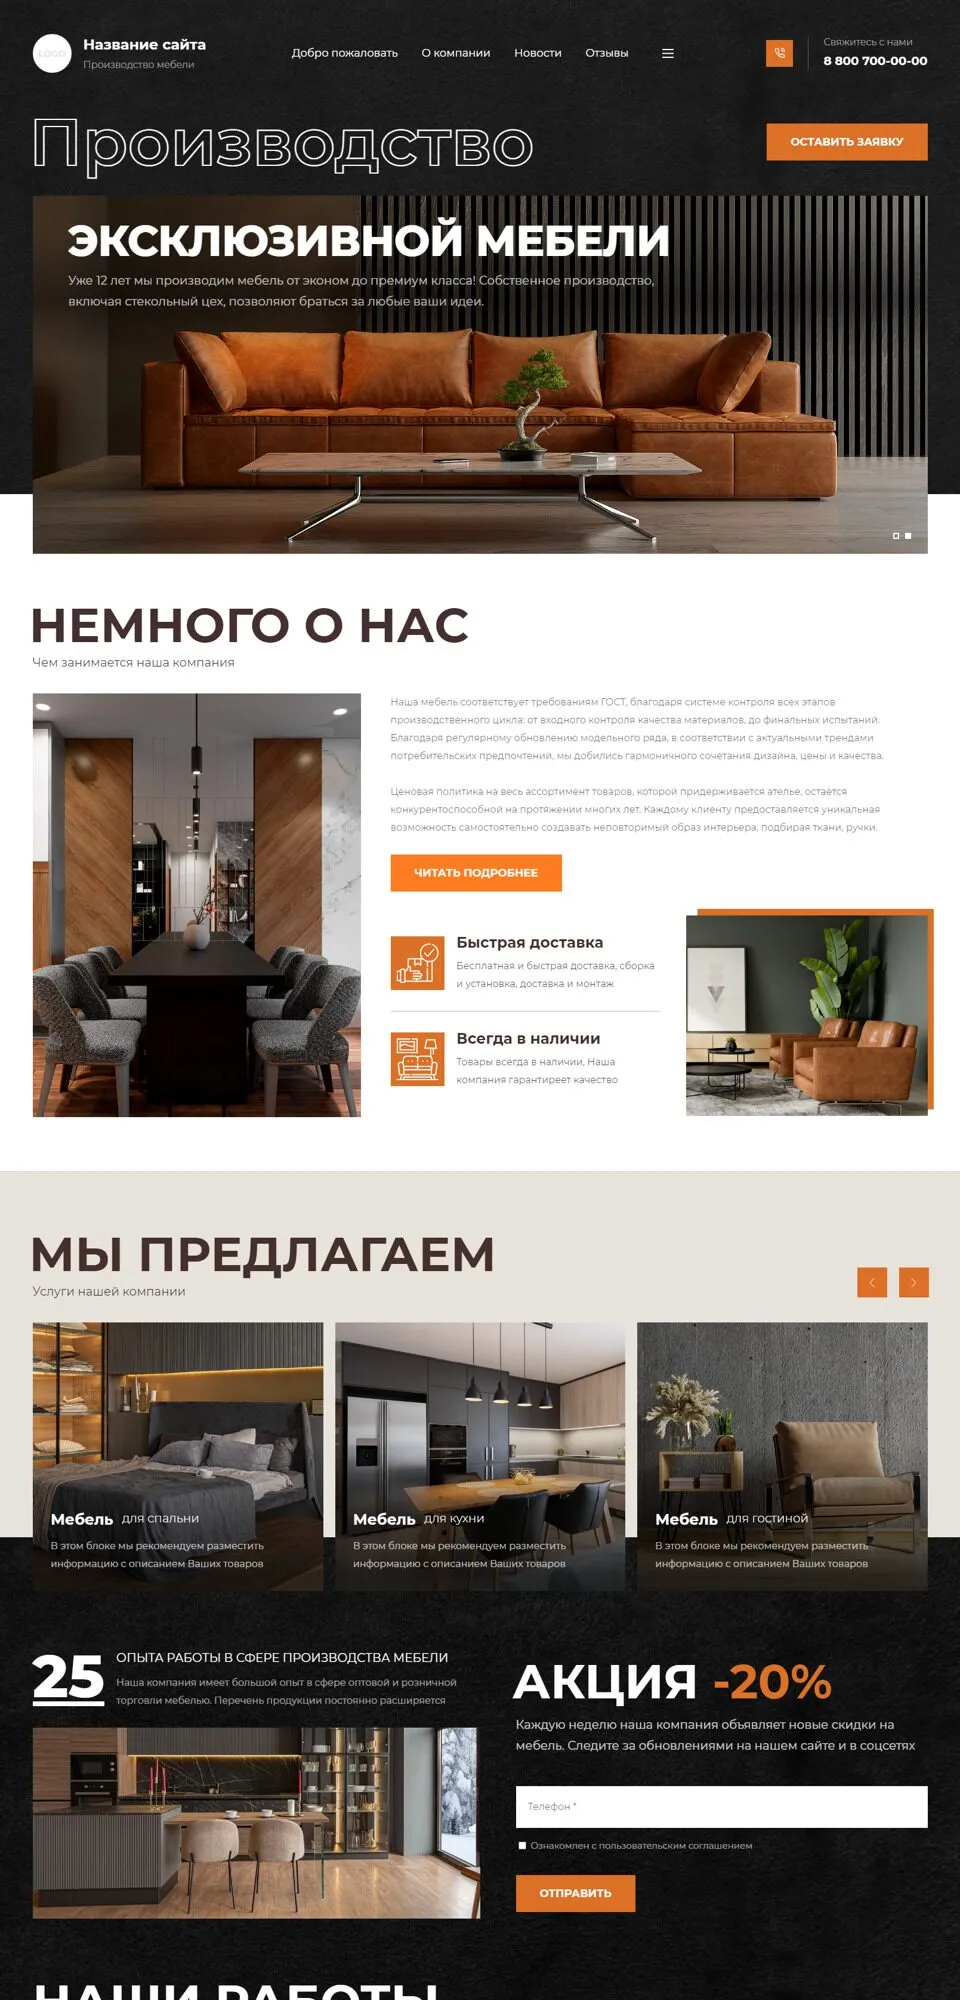 LOGO
Название сайта
Производство мебели
Добро пожаловать
О компании
Новости
Отзывы
Свяжитесь с нами
8 800 700-00-00
Производство
ОСТАВИТЬ ЗАЯВКУ
ЭКСКЛЮЗИВНОЙ МЕБЕЛИ
Уже 12 лет мы производим мебель от эконом до премиум класса! Собственное производство,
включая стекольный цех, позволяют браться за любые ваши идеи.
НЕМНОГО О НАС
Чем занимается наша компания
Наша мебель соответствует требованиям ГОСТ, благодаря системе контроля всех этапов
производственного цикла: от входного контроля качества материалов, до финальных испытаний.
Благодаря регулярному обновлению модельного ряда, в соответствии с актуальными трендами
потребительских предпочтений, мы добились гармоничного сочетания дизайна, цены и качества.
Ценовая политика на весь ассортимент товаров, которой придерживается ателье, остаётся
конкурентоспособной на протяжении многих лет. Каждому клиенту предоставляется уникальная
возможность самостоятельно создавать неповторимый образ интерьера, подбирая ткани, ручки.
ЧИТАТЬ ПОДРОБНЕЕ
Быстрая доставка
Бесплатная и быстрая доставка, сборка
и установка, доставка и монтаж
Всегда в наличии
Товары всегда в наличии, Наша
компания гарантиреет качество
МЫ ПРЕДЛАГАЕМ
Услуги нашей компании
Мебель для спальни
В этом блоке мы рекомендуем разместить
информацию с описанием Ваших товаров
Мебель для кухни
В этом блоке мы рекомендуем разместить
информацию с описанием Ваших товаров
Мебель для гостиной
В этом блоке мы рекомендуем разместить
информацию с описанием Ваших товаров
25
ОПЫТА РАБОТЫ В СФЕРЕ ПРОИЗВОДСТВА МЕБЕЛИ
Наша компания имеет большой опыт в сфере оптовой и розничной
торговли мебелью. Перечень продукции постоянно расширяется
АКЦИЯ -20%
Каждую неделю наша компания объявляет новые скидки на
мебель. Следите за обновлениями на нашем сайте и в соцсетях
Телефон *
Ознакомлен с пользовательским соглашением
ОТПРАВИТЬ
НАШИ РАБОТЫ